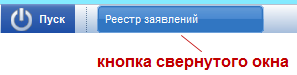 Пуск
Реестр заявлений
кнопка свернутого окна